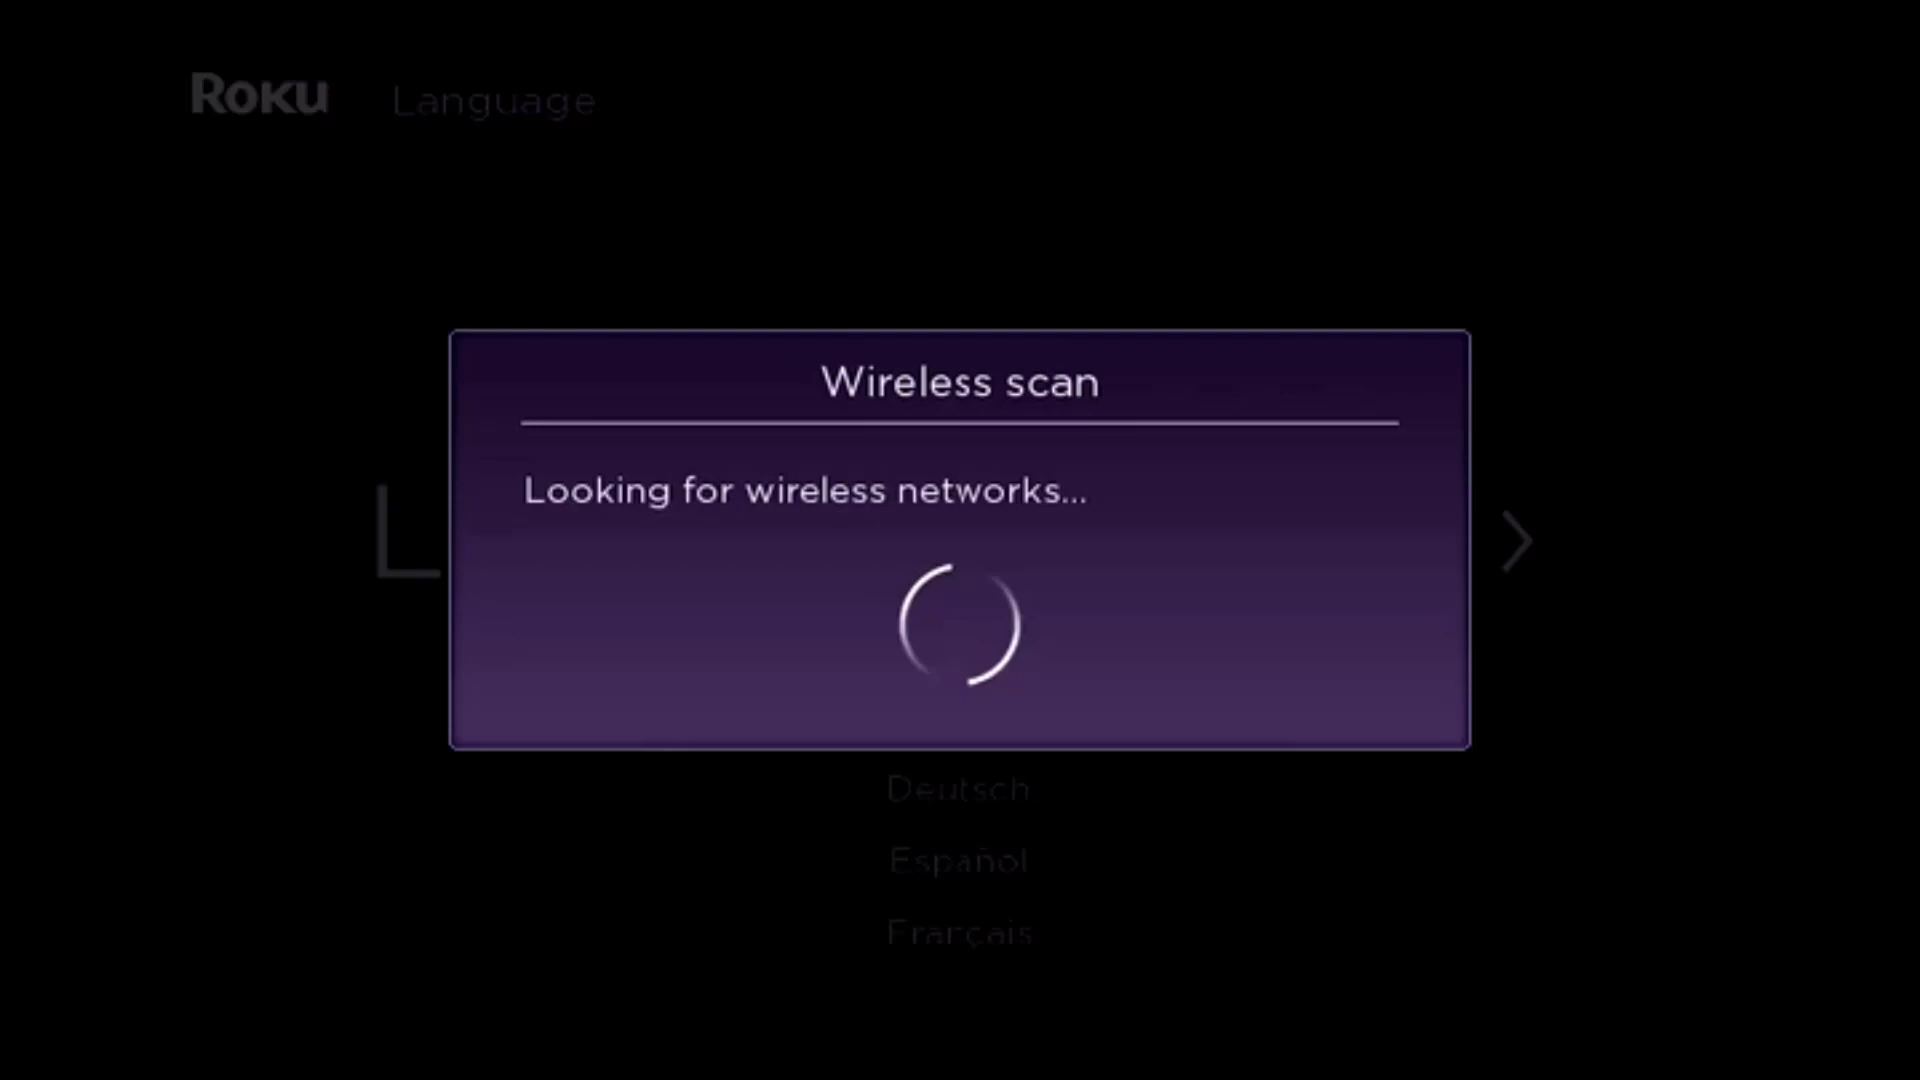 Roku Language
Wireless scan
Looking for wireless networks...
Deutsch
Español
Français